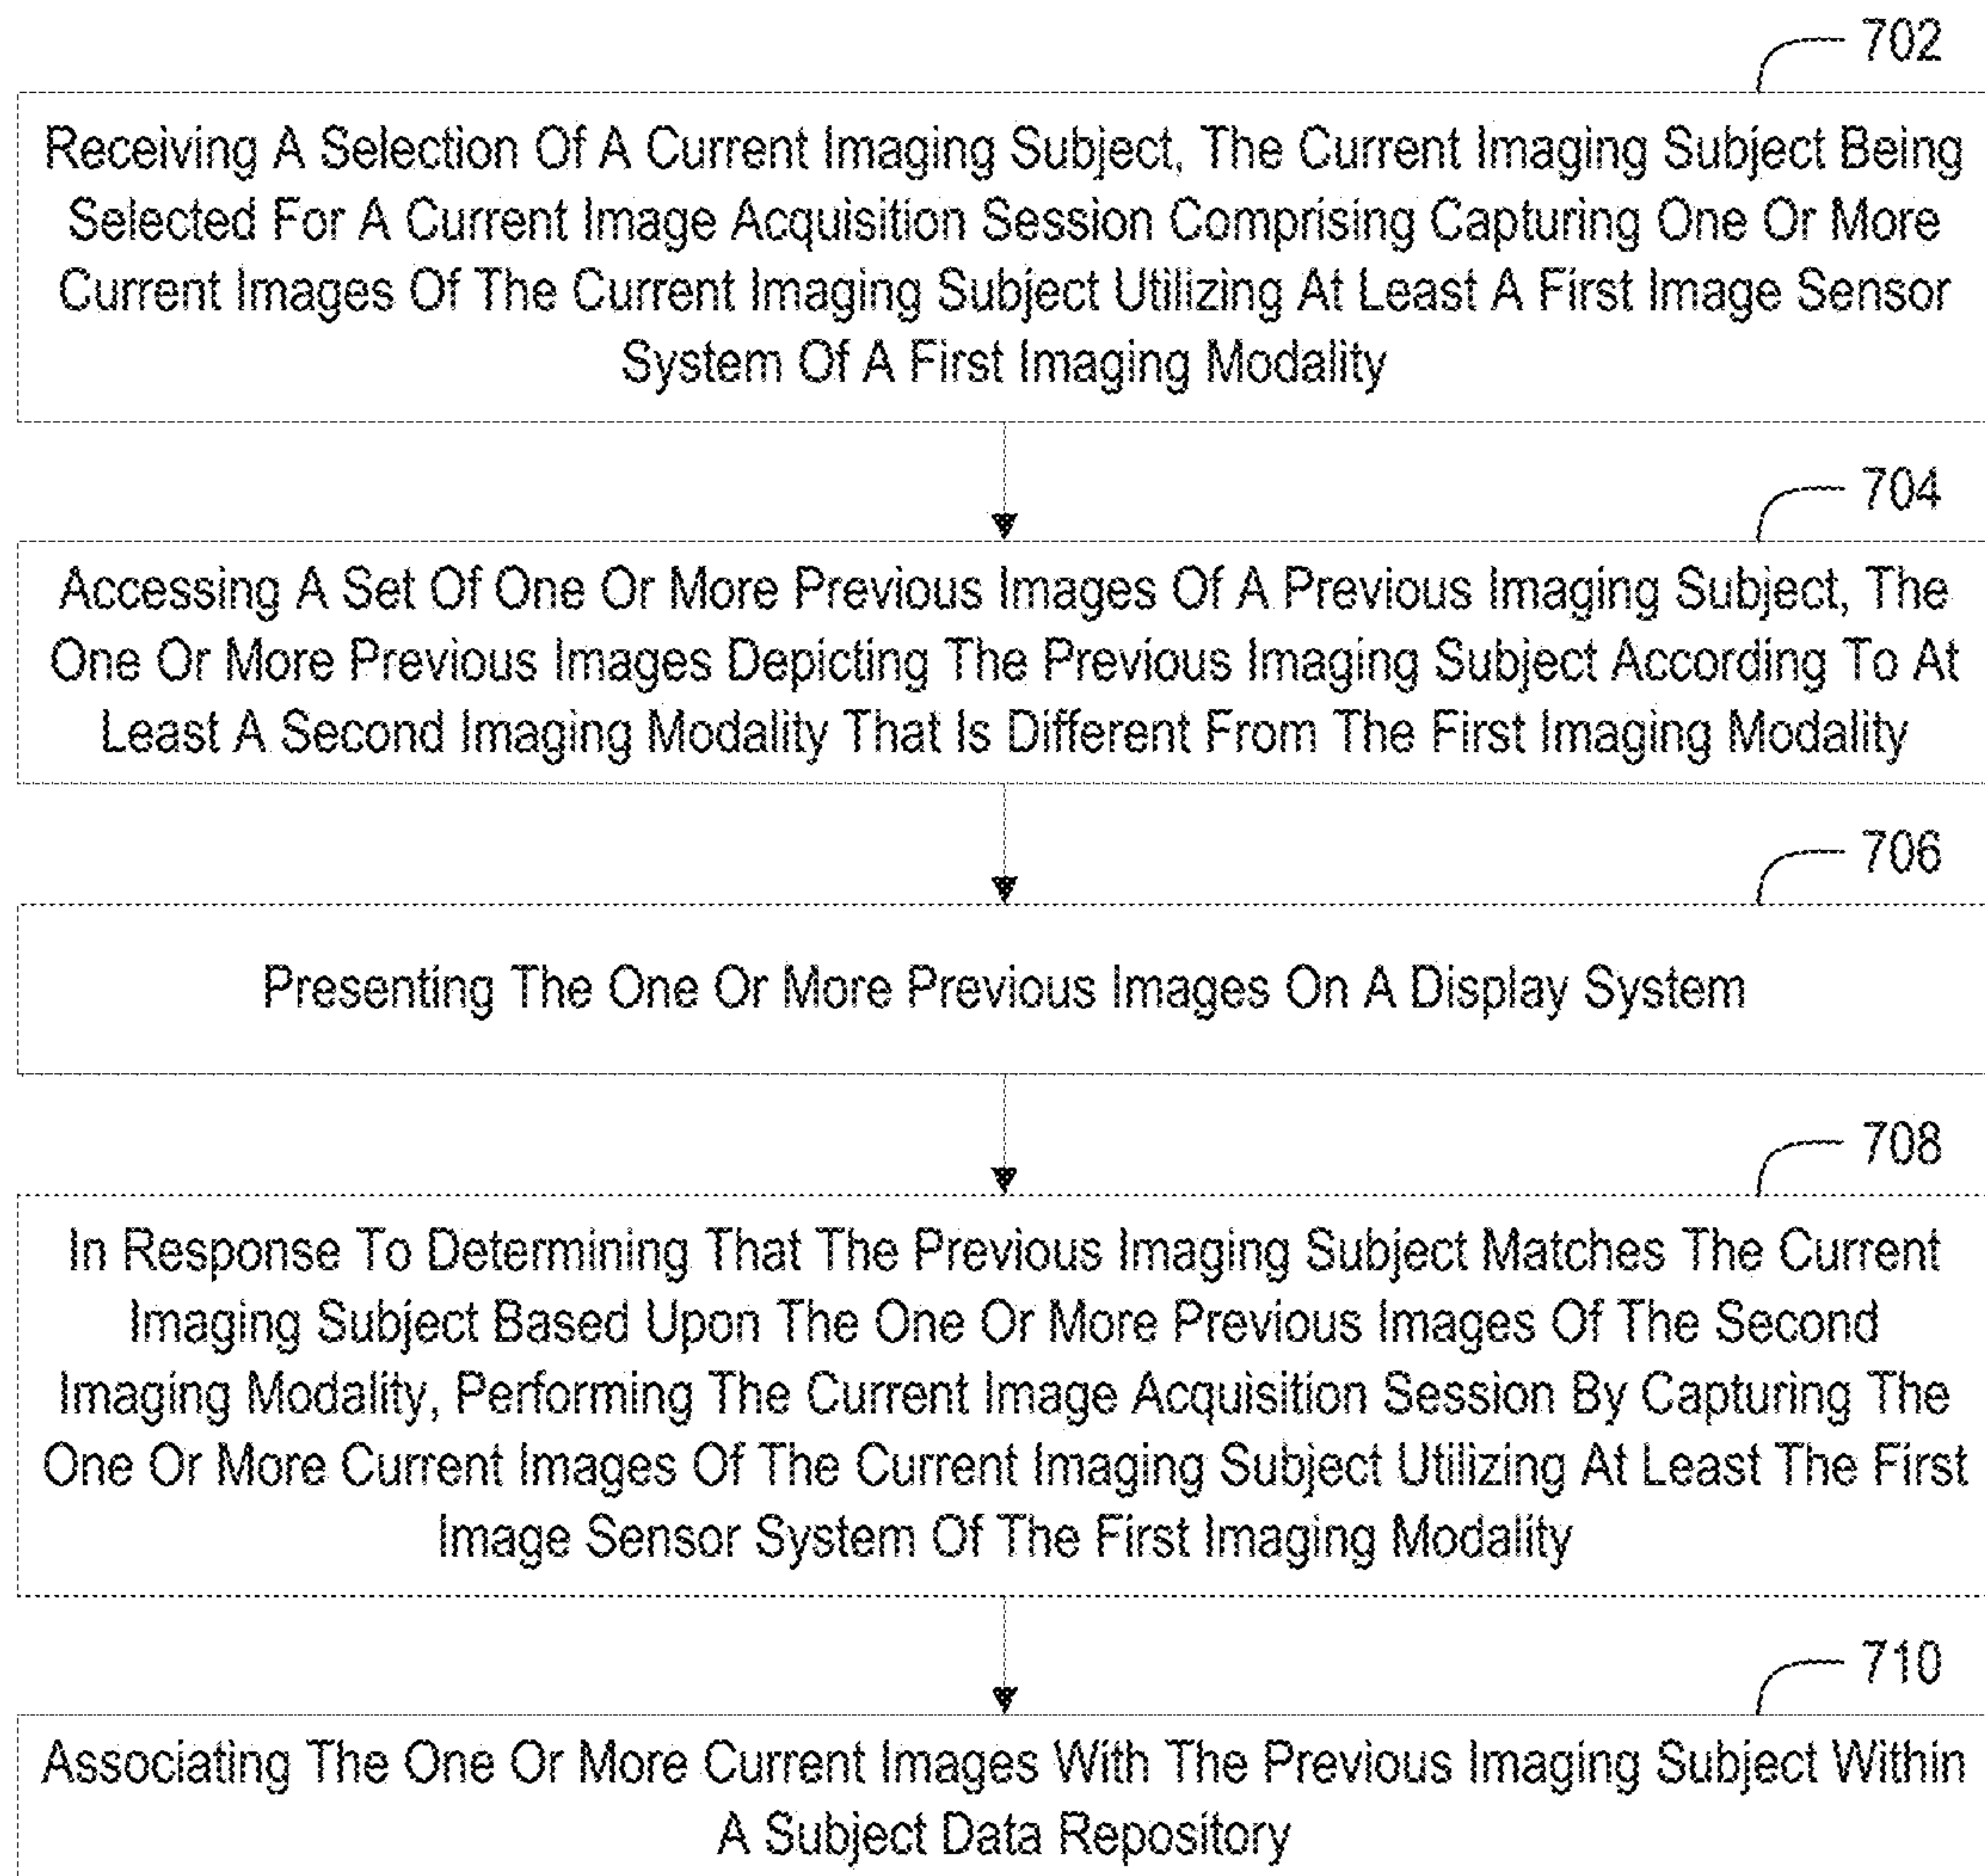 702
Receiving A Selection Of A Current Imaging Subject, The Current Imaging Subject Being
Selected For A Current Image Acquisition Session Comprising Capturing One Or More
Current Images Of The Current Imaging Subject Utilizing At Least A First Image Sensor
System Of A First Imaging Modality
704
Accessing A Set Of One Or More Previous Images Of A Previous Imaging Subject, The
One Or More Previous Images Depicting The Previous Imaging Subject According To At
Least A Second Imaging Modality That Is Different From The First Imaging Modality
706
Presenting The One Or More Previous Images On A Display System
708
In Response To Determining That The Previous Imaging Subject Matches The Current
Imaging Subject Based Upon The One Or More Previous Images Of The Second
Imaging Modality, Performing The Current Image Acquisition Session By Capturing The
One Or More Current Images Of The Current Imaging Subject Utilizing At Least The First
Image Sensor System Of The First Imaging Modality
710
Associating The One Or More Current Images With The Previous Imaging Subject Within
A Subject Data Repository